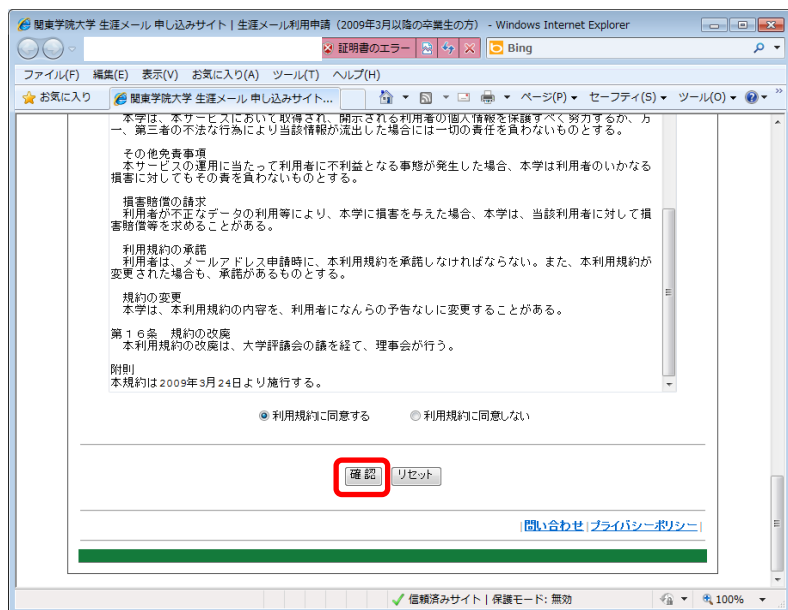 関東学院大学 生涯メール 申し込みサイト | 生涯メール利用申請（2009年3月以降の卒業生の方） - Windows Internet Explorer
証明書のエラー Bing
ファイル(F) 編集(E) 表示(V) お気に入り(A) ツール(T) ヘルプ(H)
お気に入り 関東学院大学 生涯メール 申し込みサイト... ページ(P) セーフティ(S) ツール(O)
本学は、本サービスにおいて取得され、開示される利用者の個人情報を保護すべく努力するが、万
一、第三者の不法な行為により当該情報が流出した場合には一切の責任を負わないものとする。
その他免責事項
本サービスの運用に当たって利用者に不利益となる事態が発生した場合、本学は利用者のいかなる
損害に対してもその責を負わないものとする。
損害賠償の請求
利用者が不正なデータの利用等により、本学に損害を与えた場合、本学は、当該利用者に対して損
害賠償等を求めることがある。
利用規約の承諾
利用者は、メールアドレス申請時に、本利用規約を承諾しなければならない。また、本利用規約が
変更された場合も、承諾があるものとする。
規約の変更
本学は、本利用規約の内容を、利用者になんらの予告なしに変更することがある。
第１６条 規約の改廃
本利用規約の改廃は、大学評議会の議を経て、理事会が行う。
附則
本規約は2009年3月24日より施行する。
利用規約に同意する 利用規約に同意しない
確認 リセット
|問い合わせ|プライバシーポリシー|
信頼済みサイト | 保護モード: 無効 100%